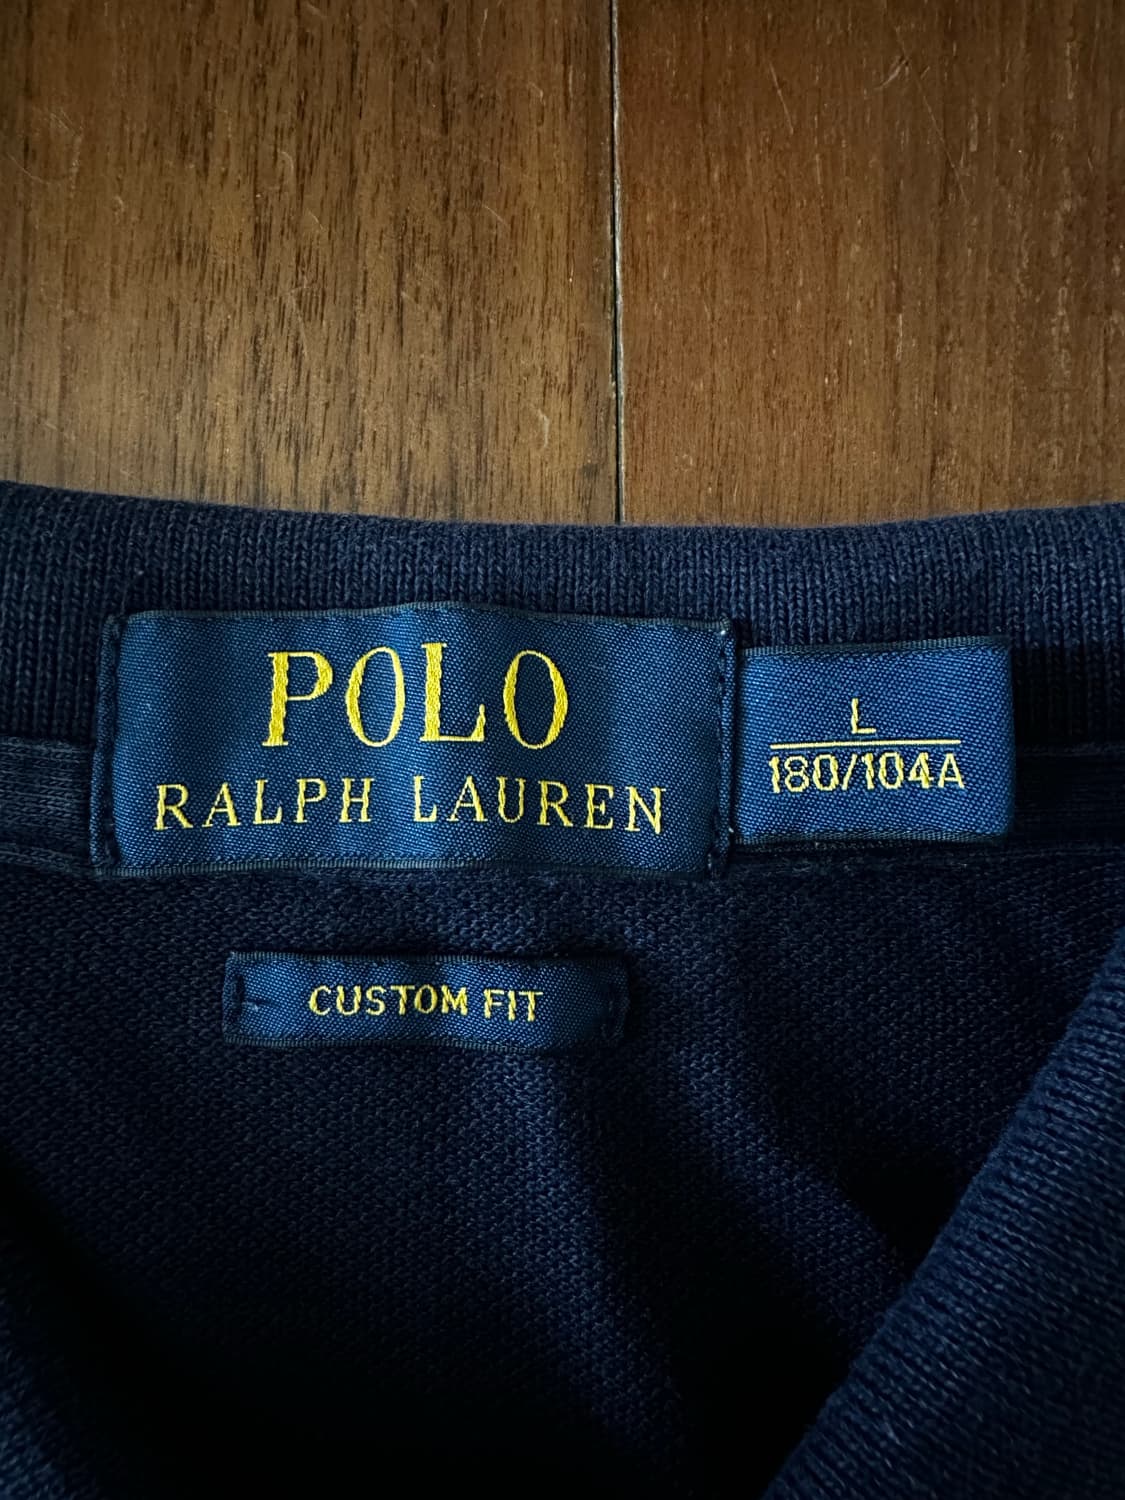 POLO
RALPH LAUREN
L
180/104A
CUSTOM FIT